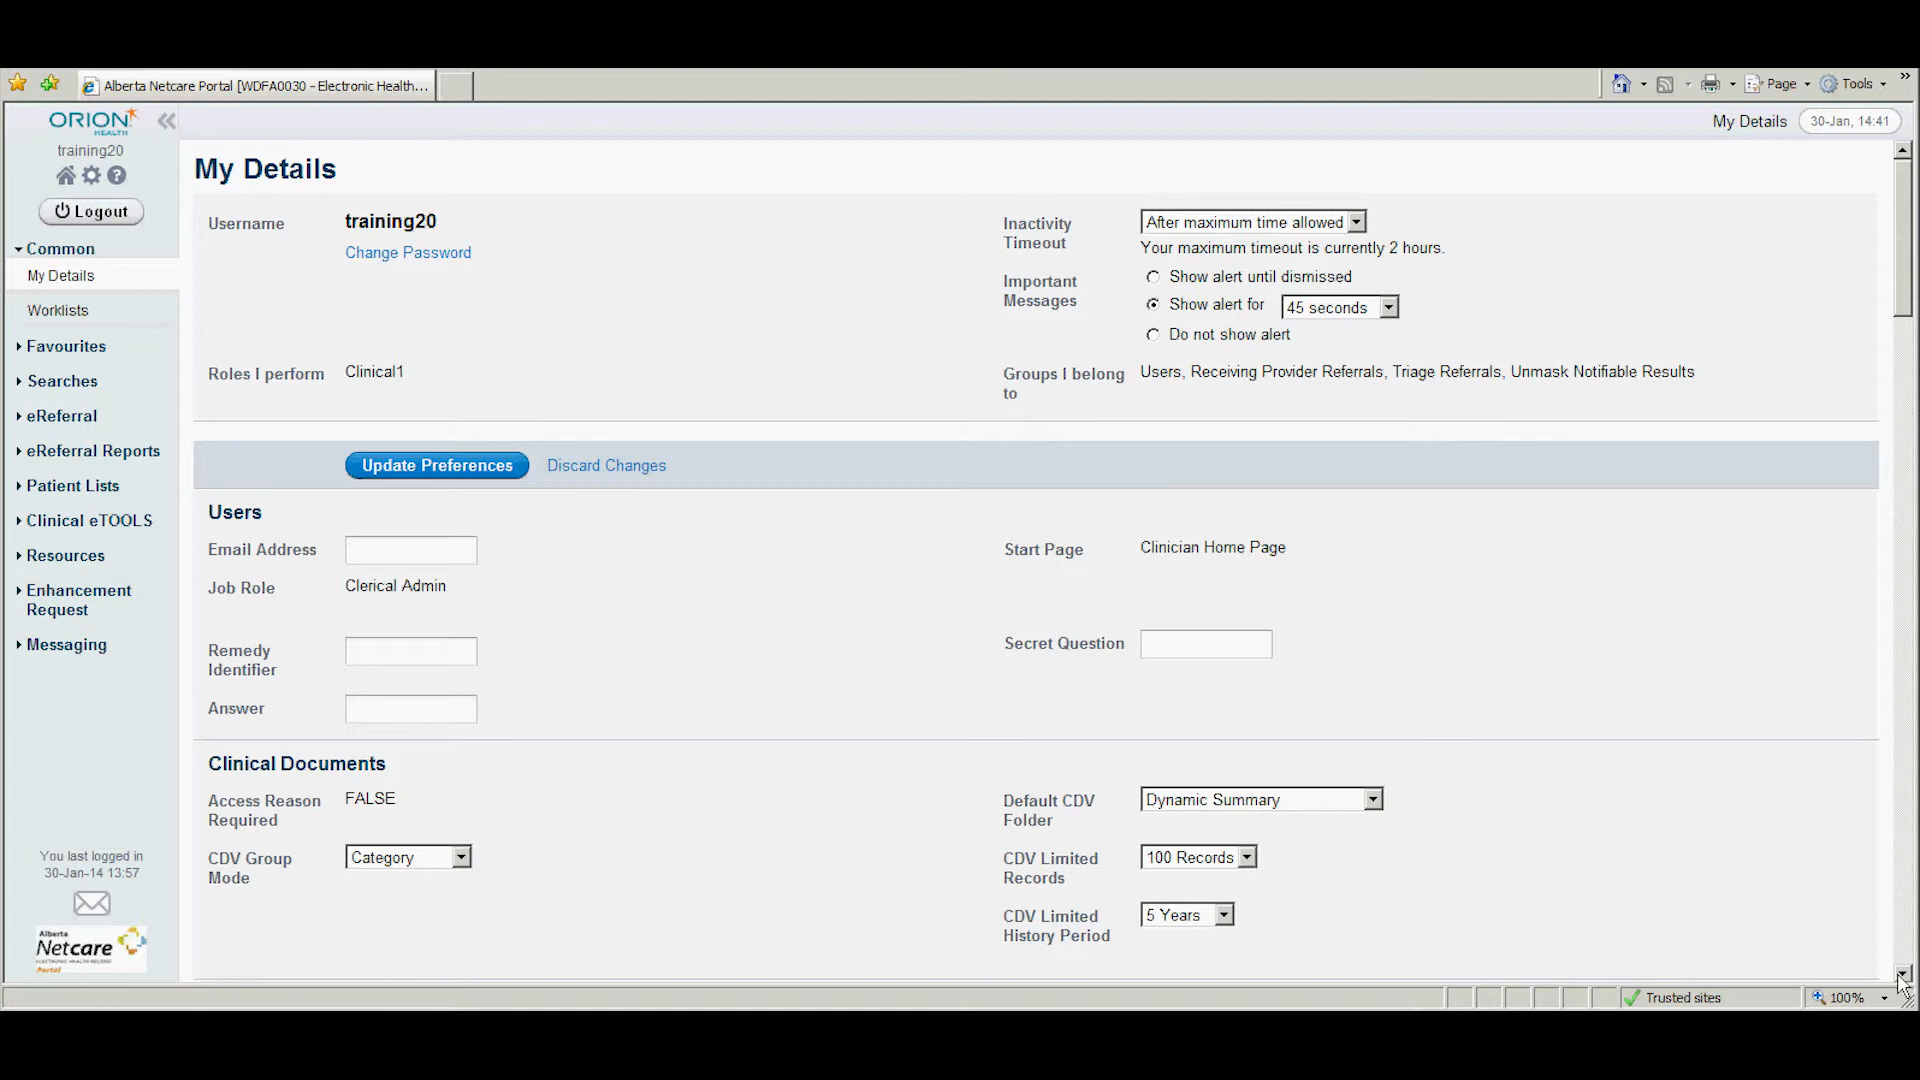 Alberta Netcare Portal [WDFA0030 - Electronic Health...
Page
Tools
ORION
HEALTH
training20
Logout
Common
My Details
Worklists
Favourites
Searches
eReferral
eReferral Reports
Patient Lists
Clinical eTOOLS
Resources
Enhancement
Request
Messaging
You last logged in
30-Jan-14 13:57
Alberta
Netcare
ELECTRONIC HEALTH RECORD
Portal
My Details
30-Jan, 14:41
My Details
Username
training20
Change Password
Inactivity
Timeout
After maximum time allowed
Your maximum timeout is currently 2 hours.
Important
Messages
Show alert until dismissed
Show alert for
45 seconds
Do not show alert
Roles I perform
Clinical1
Groups I belong
to
Users, Receiving Provider Referrals, Triage Referrals, Unmask Notifiable Results
Update Preferences
Discard Changes
Users
Email Address
Start Page
Clinician Home Page
Job Role
Clerical Admin
Remedy
Identifier
Secret Question
Answer
Clinical Documents
Access Reason
Required
FALSE
Default CDV
Folder
Dynamic Summary
CDV Group
Mode
Category
CDV Limited
Records
100 Records
CDV Limited
History Period
5 Years
Trusted sites
100%